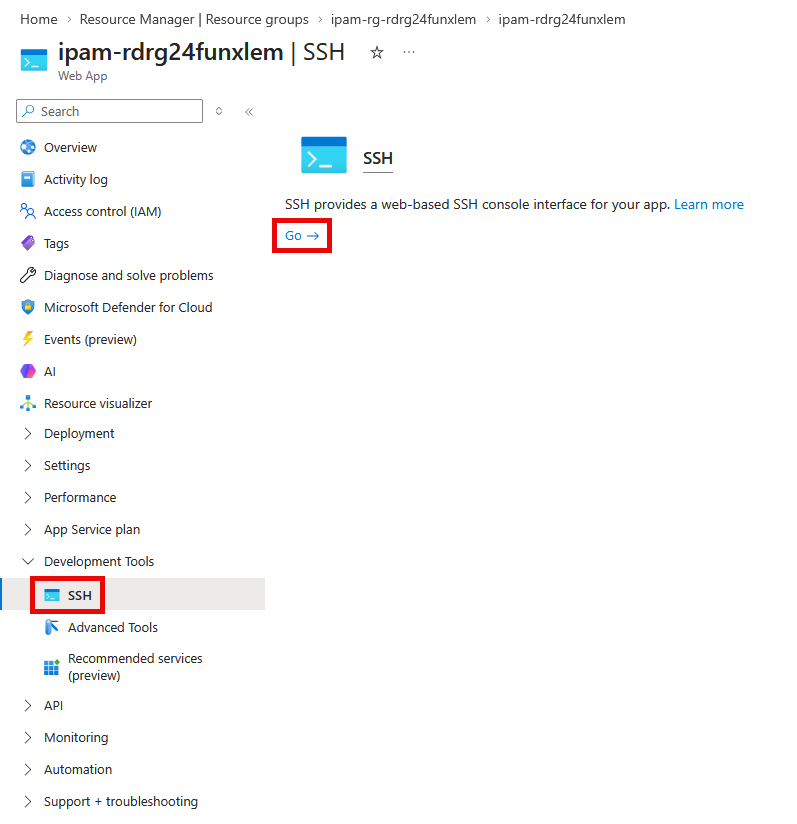 Home > Resource Manager | Resource groups > ipam-rg-rdrg24funxlem > ipam-rdrg24funxlem
ipam-rdrg24funxlem | SSH
Web App
Search
Overview
Activity log
Access control (IAM)
Tags
Diagnose and solve problems
Microsoft Defender for Cloud
Events (preview)
AI
Resource visualizer
Deployment
Settings
Performance
App Service plan
Development Tools
SSH
Advanced Tools
Recommended services
(preview)
API
Monitoring
Automation
Support + troubleshooting
SSH
SSH provides a web-based SSH console interface for your app. Learn more
Go →